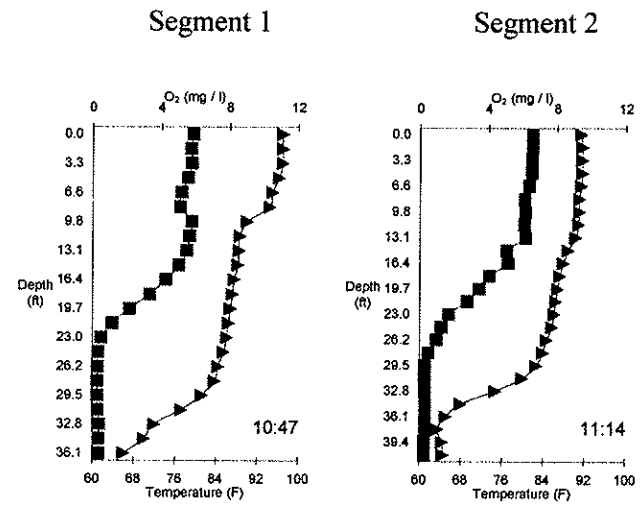 Segment 1
Segment 2
O₂ (mg / l)
0 4 8 12
Depth (ft)
0.0
3.3
6.6
9.8
13.1
16.4
19.7
23.0
26.2
29.5
32.8
36.1
10:47
60 68 76 84 92 100
Temperature (F)
O₂ (mg / l)
0 4 8 12
Depth (ft)
0.0
3.3
6.6
9.8
13.1
16.4
19.7
23.0
26.2
29.5
32.8
36.1
39.4
11:14
60 68 76 84 92 100
Temperature (F)